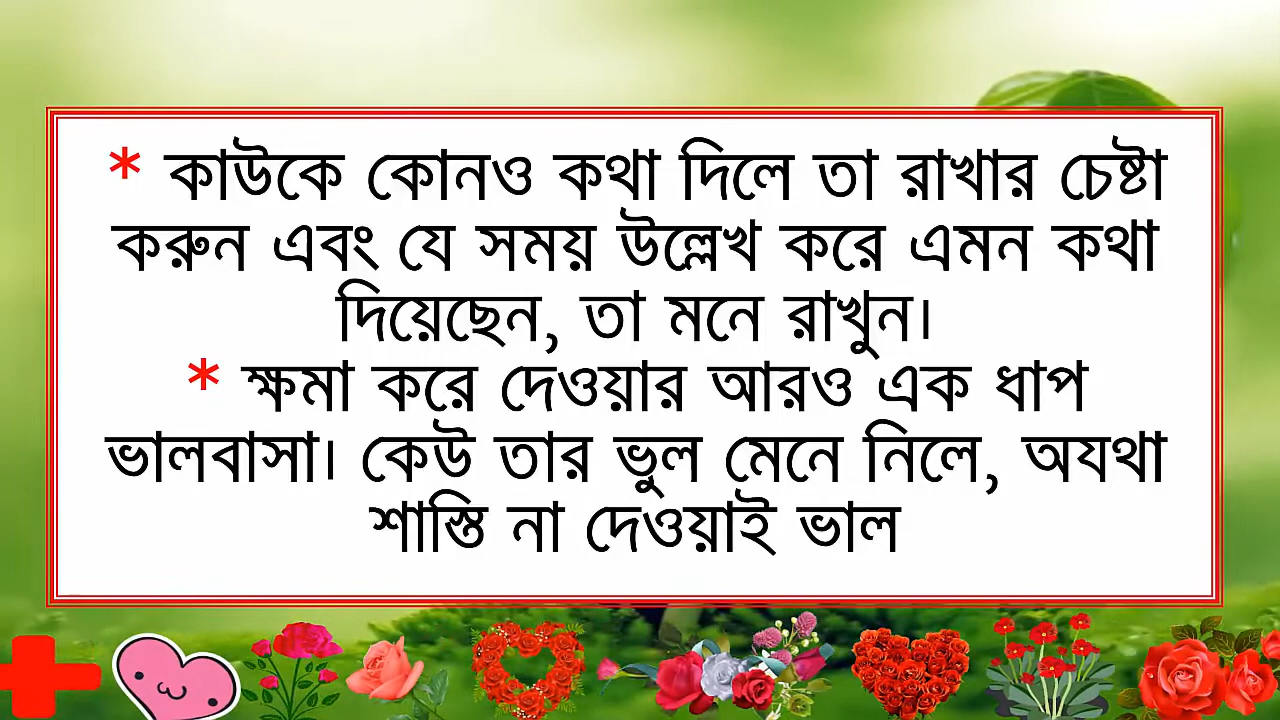 * কাউকে কোনও কথা দিলে তা রাখার চেষ্টা
করুন এবং যে সময় উল্লেখ করে এমন কথা
দিয়েছেন, তা মনে রাখুন।
* ক্ষমা করে দেওয়ার আরও এক ধাপ
ভালবাসা। কেউ তার ভুল মেনে নিলে, অযথা
শাস্তি না দেওয়াই ভাল